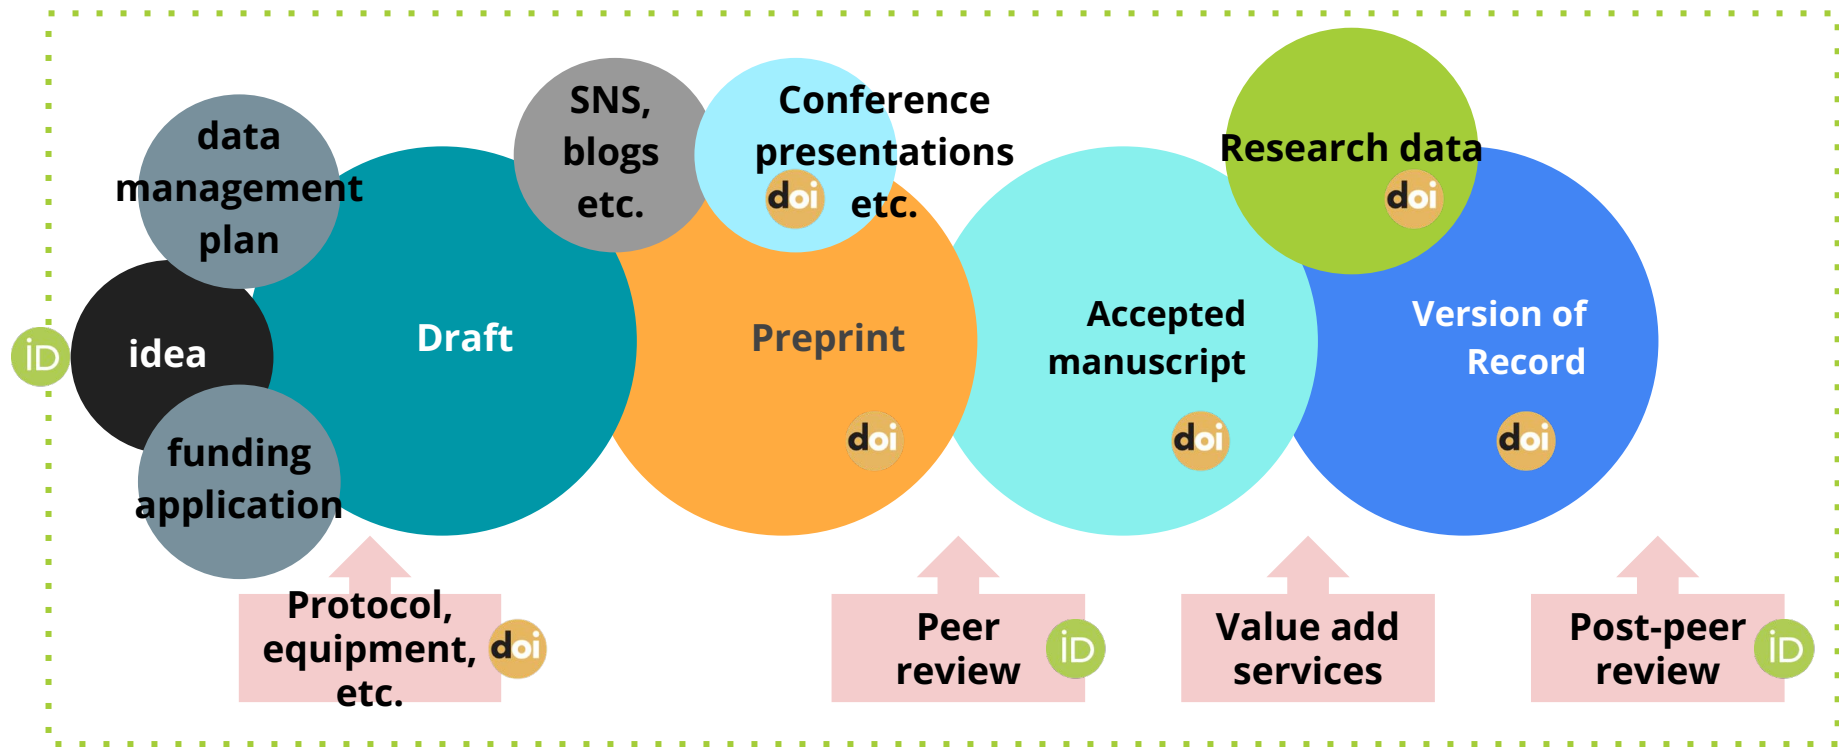 data
management
plan
idea
iD
funding
application
Draft
SNS,
blogs
etc.
Conference
presentations
etc.
doi
Preprint
doi
Accepted
manuscript
doi
Research data
doi
Version of
Record
doi
Protocol,
equipment,
etc.
doi
Peer
review
iD
Value add
services
Post-peer
review
iD